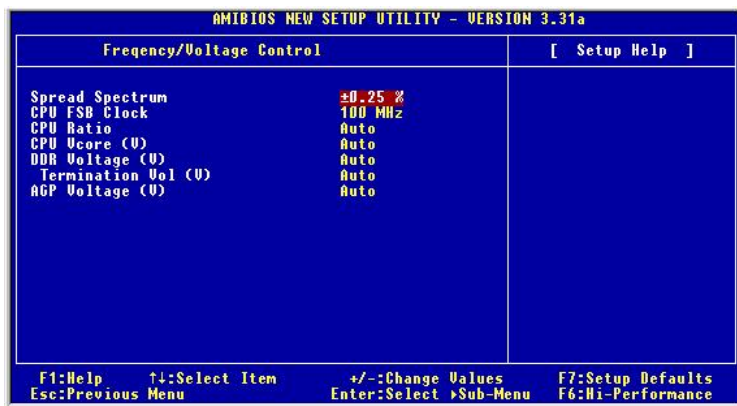 AMIBIOS NEW SETUP UTILITY - VERSION 3.31a
Freqency/Voltage Control
[ Setup Help ]
Spread Spectrum ±0.25 %
CPU FSB Clock 100 MHz
CPU Ratio Auto
CPU Vcore (V) Auto
DDR Voltage (V) Auto
Termination Vol (V) Auto
AGP Voltage (V) Auto
F1:Help ↑↓:Select Item +/-:Change Values F7:Setup Defaults
Esc:Previous Menu Enter:Select ▸Sub-Menu F6:Hi-Performance